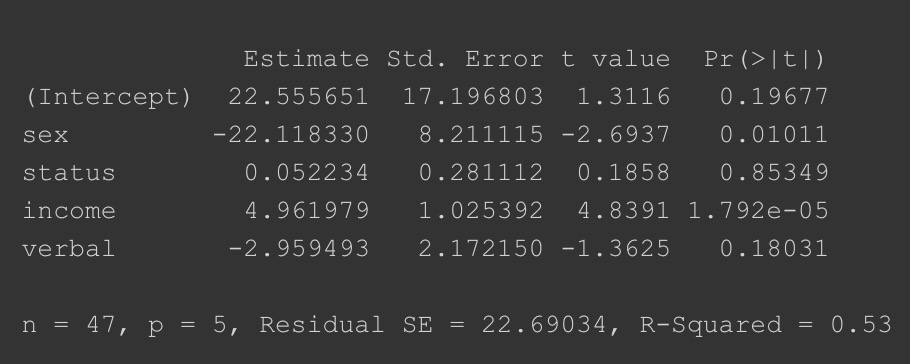 Estimate Std. Error t value Pr(>|t|)
(Intercept) 22.555651 17.196803 1.3116 0.19677
sex -22.118330 8.211115 -2.6937 0.01011
status 0.052234 0.281112 0.1858 0.85349
income 4.961979 1.025392 4.8391 1.792e-05
verbal -2.959493 2.172150 -1.3625 0.18031
n = 47, p = 5, Residual SE = 22.69034, R-Squared = 0.53